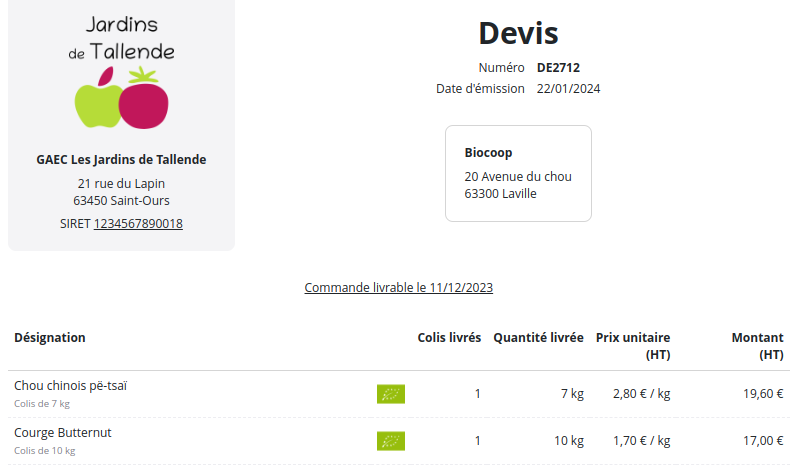 Jardins
de Tallende
GAEC Les Jardins de Tallende
21 rue du Lapin
63450 Saint-Ours
SIRET 1234567890018
Devis
Numéro DE2712
Date d'émission 22/01/2024
Biocoop
20 Avenue du chou
63300 Laville
Commande livrable le 11/12/2023
Désignation Colis livrés Quantité livrée Prix unitaire (HT) Montant (HT)
Chou chinois pë-tsaï 1 7 kg 2,80 € / kg 19,60 €
Colis de 7 kg
Courge Butternut 1 10 kg 1,70 € / kg 17,00 €
Colis de 10 kg